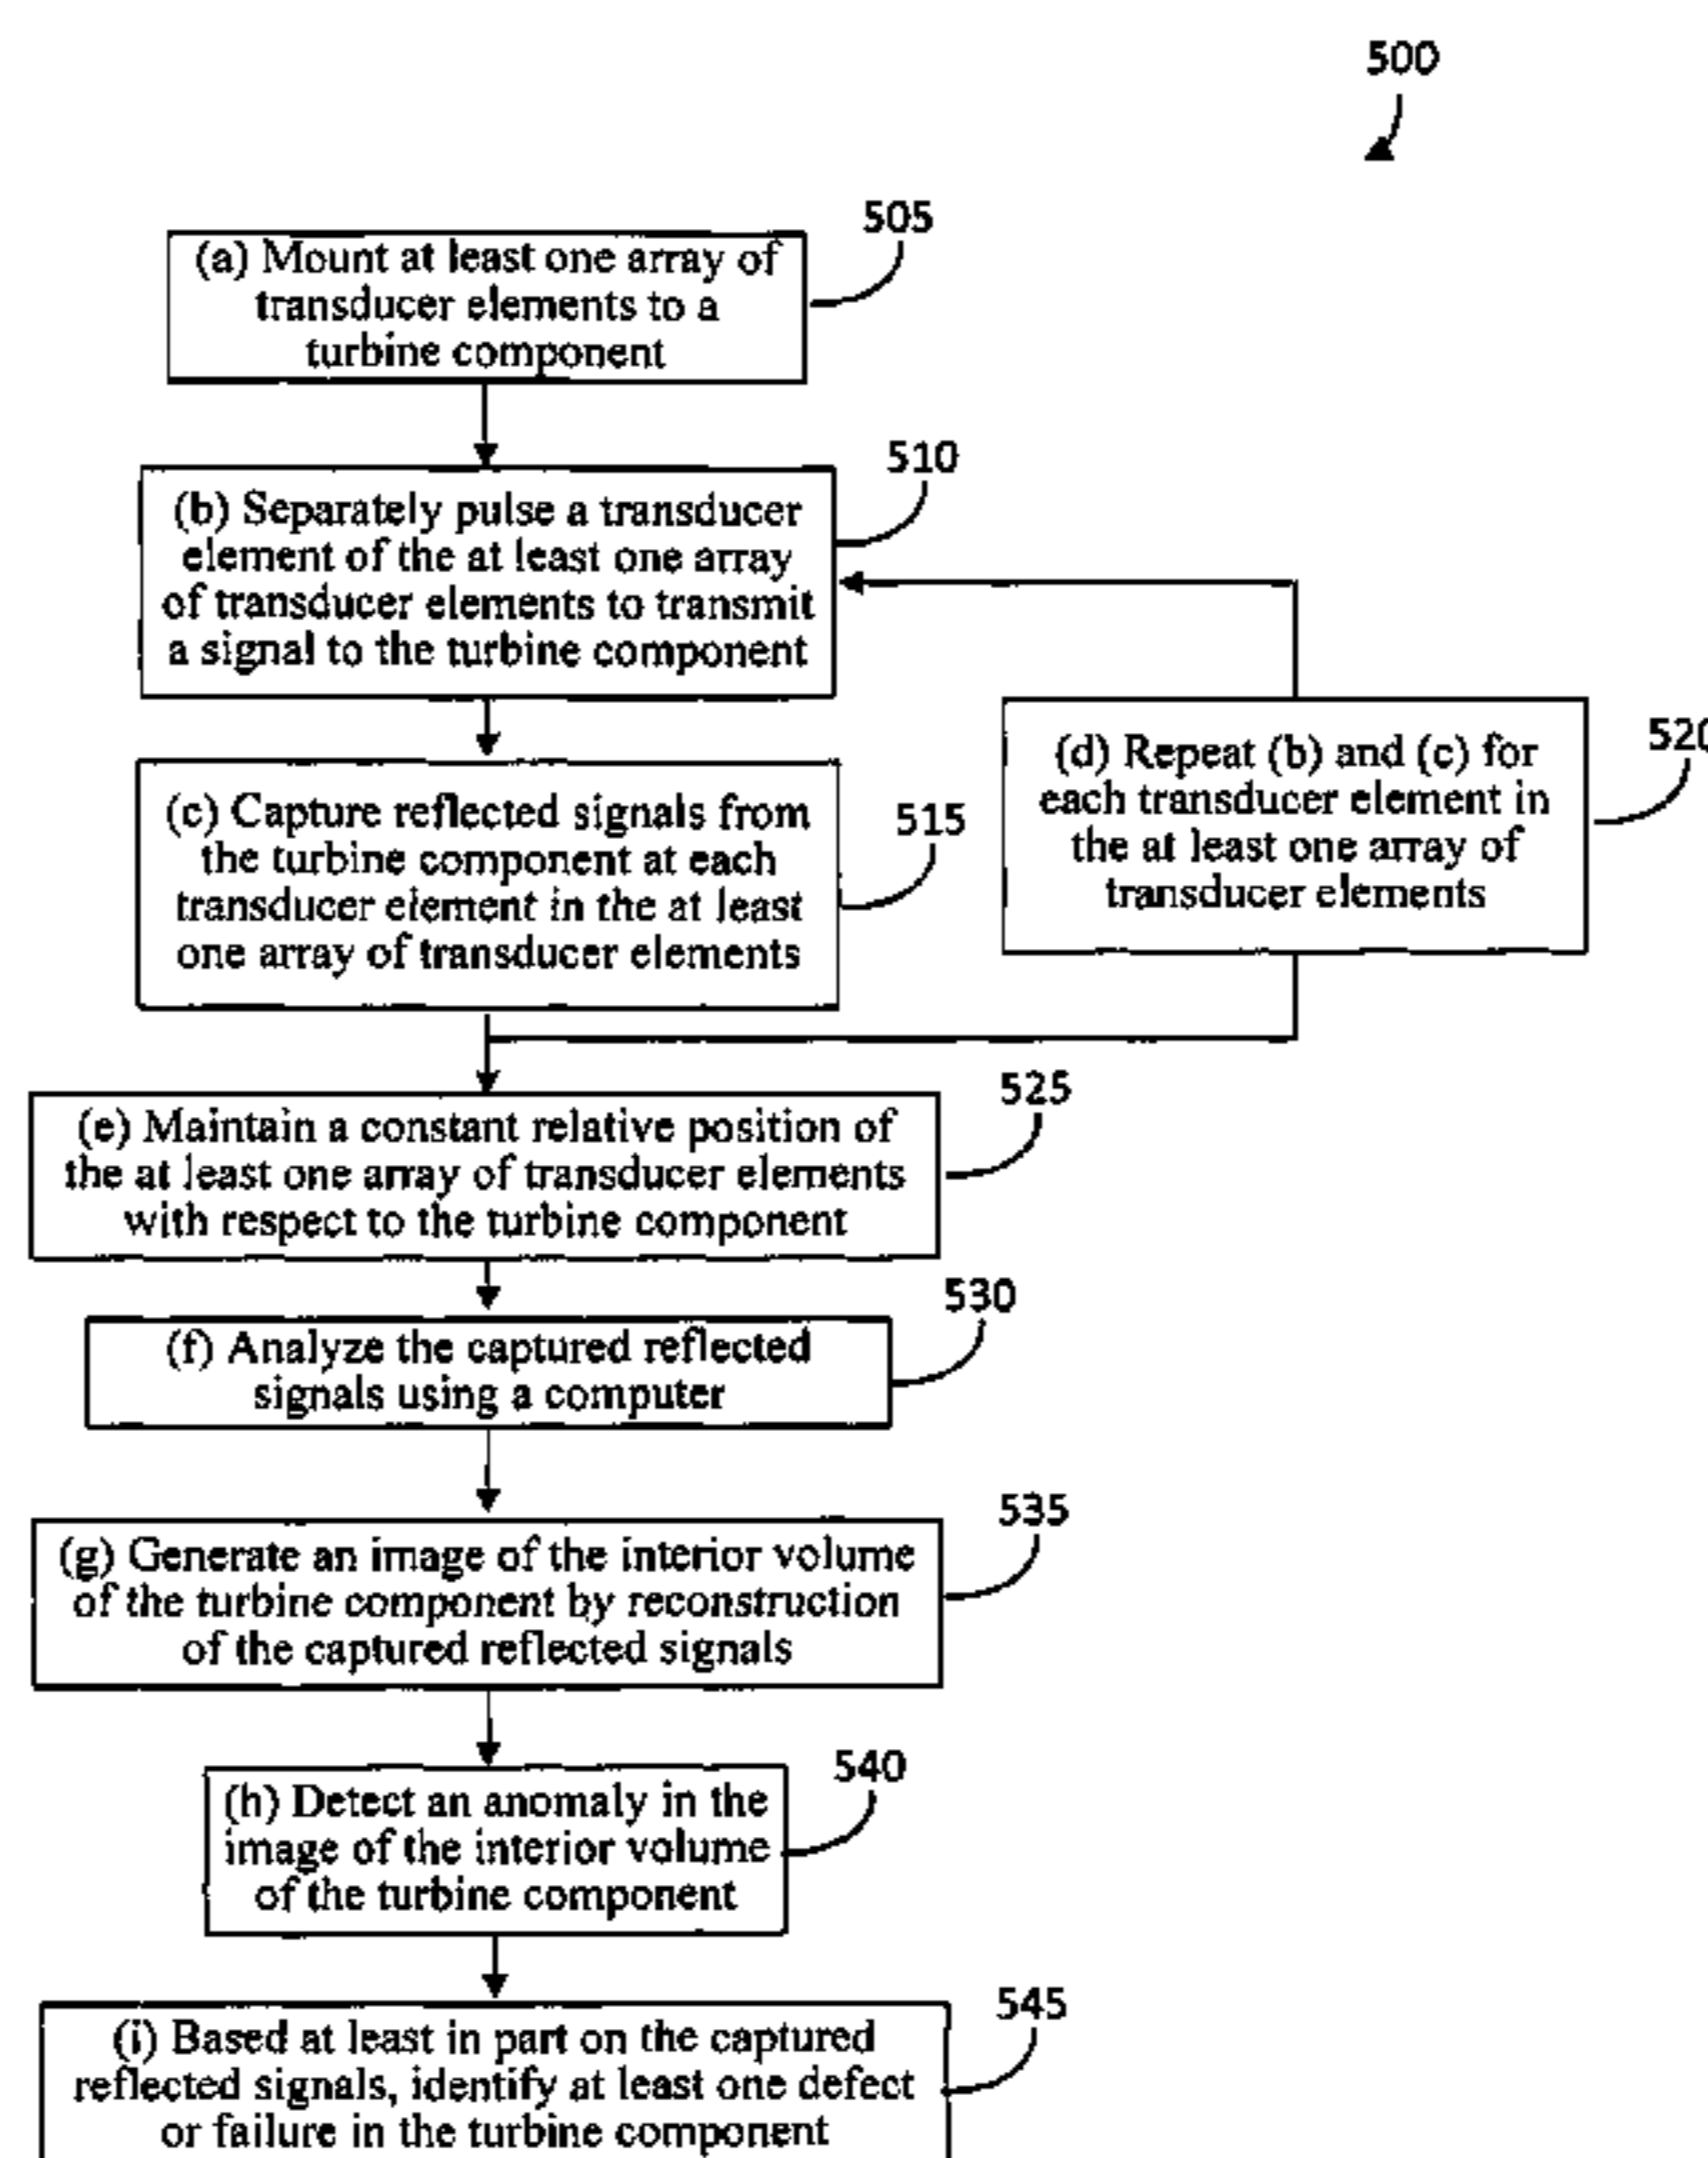 500
505
(a) Mount at least one array of
transducer elements to a
turbine component
510
(b) Separately pulse a transducer
element of the at least one array
of transducer elements to transmit
a signal to the turbine component
515
(c) Capture reflected signals from
the turbine component at each
transducer element in the at least
one array of transducer elements
520
(d) Repeat (b) and (c) for
each transducer element in
the at least one array of
transducer elements
525
(e) Maintain a constant relative position of
the at least one array of transducer elements
with respect to the turbine component
530
(f) Analyze the captured reflected
signals using a computer
535
(g) Generate an image of the interior volume
of the turbine component by reconstruction
of the captured reflected signals
540
(h) Detect an anomaly in the
image of the interior volume
of the turbine component
545
(i) Based at least in part on the captured
reflected signals, identify at least one defect
or failure in the turbine component